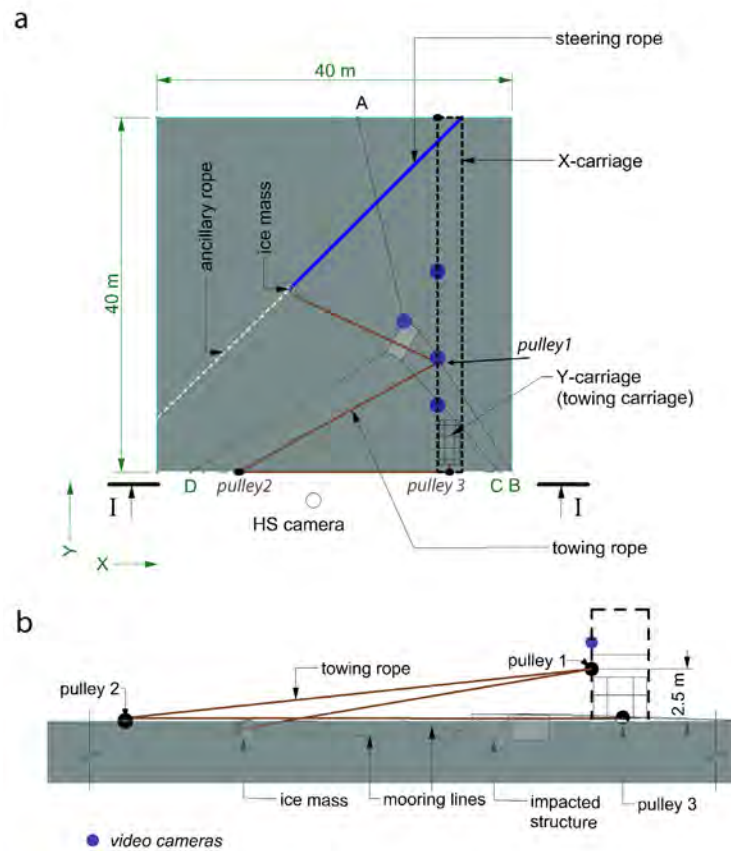 a
steering rope
40 m
A
X-carriage
ancillary rope
ice mass
40 m
pulley1
Y-carriage
(towing carriage)
D
pulley2
pulley 3
C B
I
I
HS camera
Y
X
towing rope
b
towing rope
pulley 1
pulley 2
2.5 m
ice mass
mooring lines
impacted
structure
pulley 3
video cameras